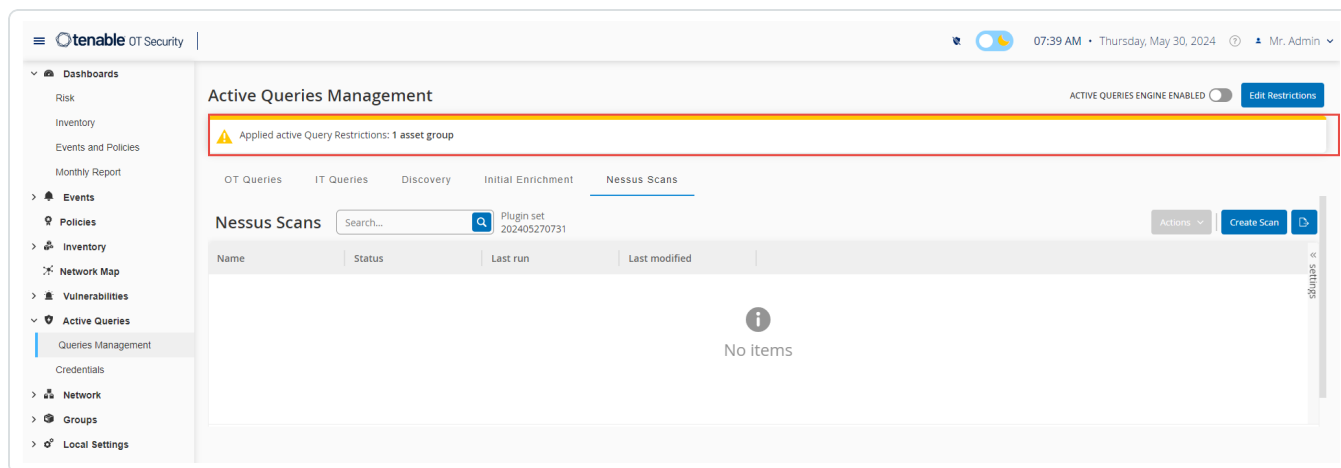 tenable OT Security
07:39 AM • Thursday, May 30, 2024 Mr. Admin
Dashboards
Risk
Inventory
Events and Policies
Monthly Report
Events
Policies
Inventory
Network Map
Vulnerabilities
Active Queries
Queries Management
Credentials
Network
Groups
Local Settings
Active Queries Management
ACTIVE QUERIES ENGINE ENABLED
Edit Restrictions
Applied active Query Restrictions: 1 asset group
OT Queries IT Queries Discovery Initial Enrichment Nessus Scans
Nessus Scans
Search...
Plugin set
202405270731
Actions
Create Scan
Name Status Last run Last modified
settings
No items